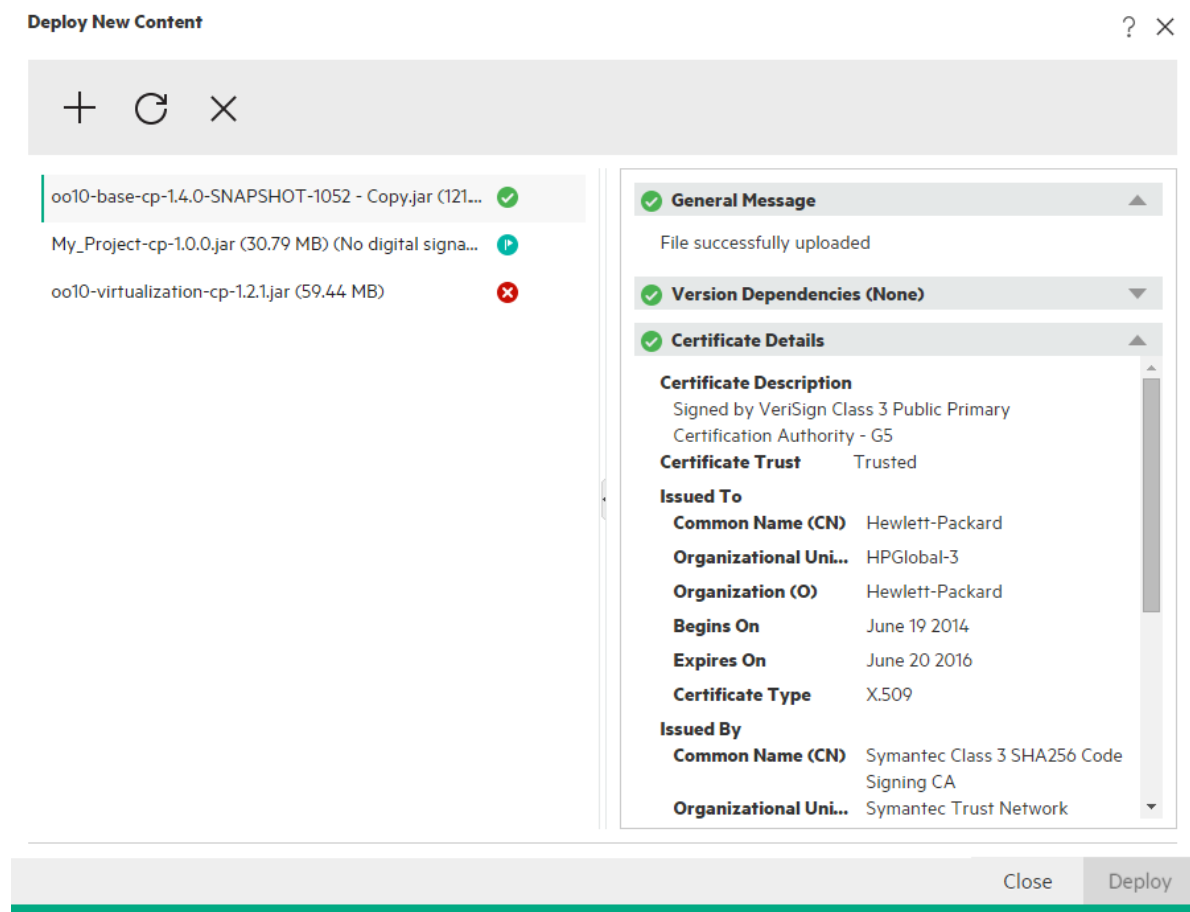 Deploy New Content
?
oo10-base-cp-1.4.0-SNAPSHOT-1052 - Copy.jar (121....
My_Project-cp-1.0.0.jar (30.79 MB) (No digital signa...
oo10-virtualization-cp-1.2.1.jar (59.44 MB)
General Message
File successfully uploaded
Version Dependencies (None)
Certificate Details
Certificate Description
Signed by VeriSign Class 3 Public Primary
Certification Authority - G5
Certificate Trust Trusted
Issued To
Common Name (CN) Hewlett-Packard
Organizational Uni... HPGlobal-3
Organization (O) Hewlett-Packard
Begins On June 19 2014
Expires On June 20 2016
Certificate Type X.509
Issued By
Common Name (CN) Symantec Class 3 SHA256 Code
Signing CA
Organizational Uni... Symantec Trust Network
Close Deploy